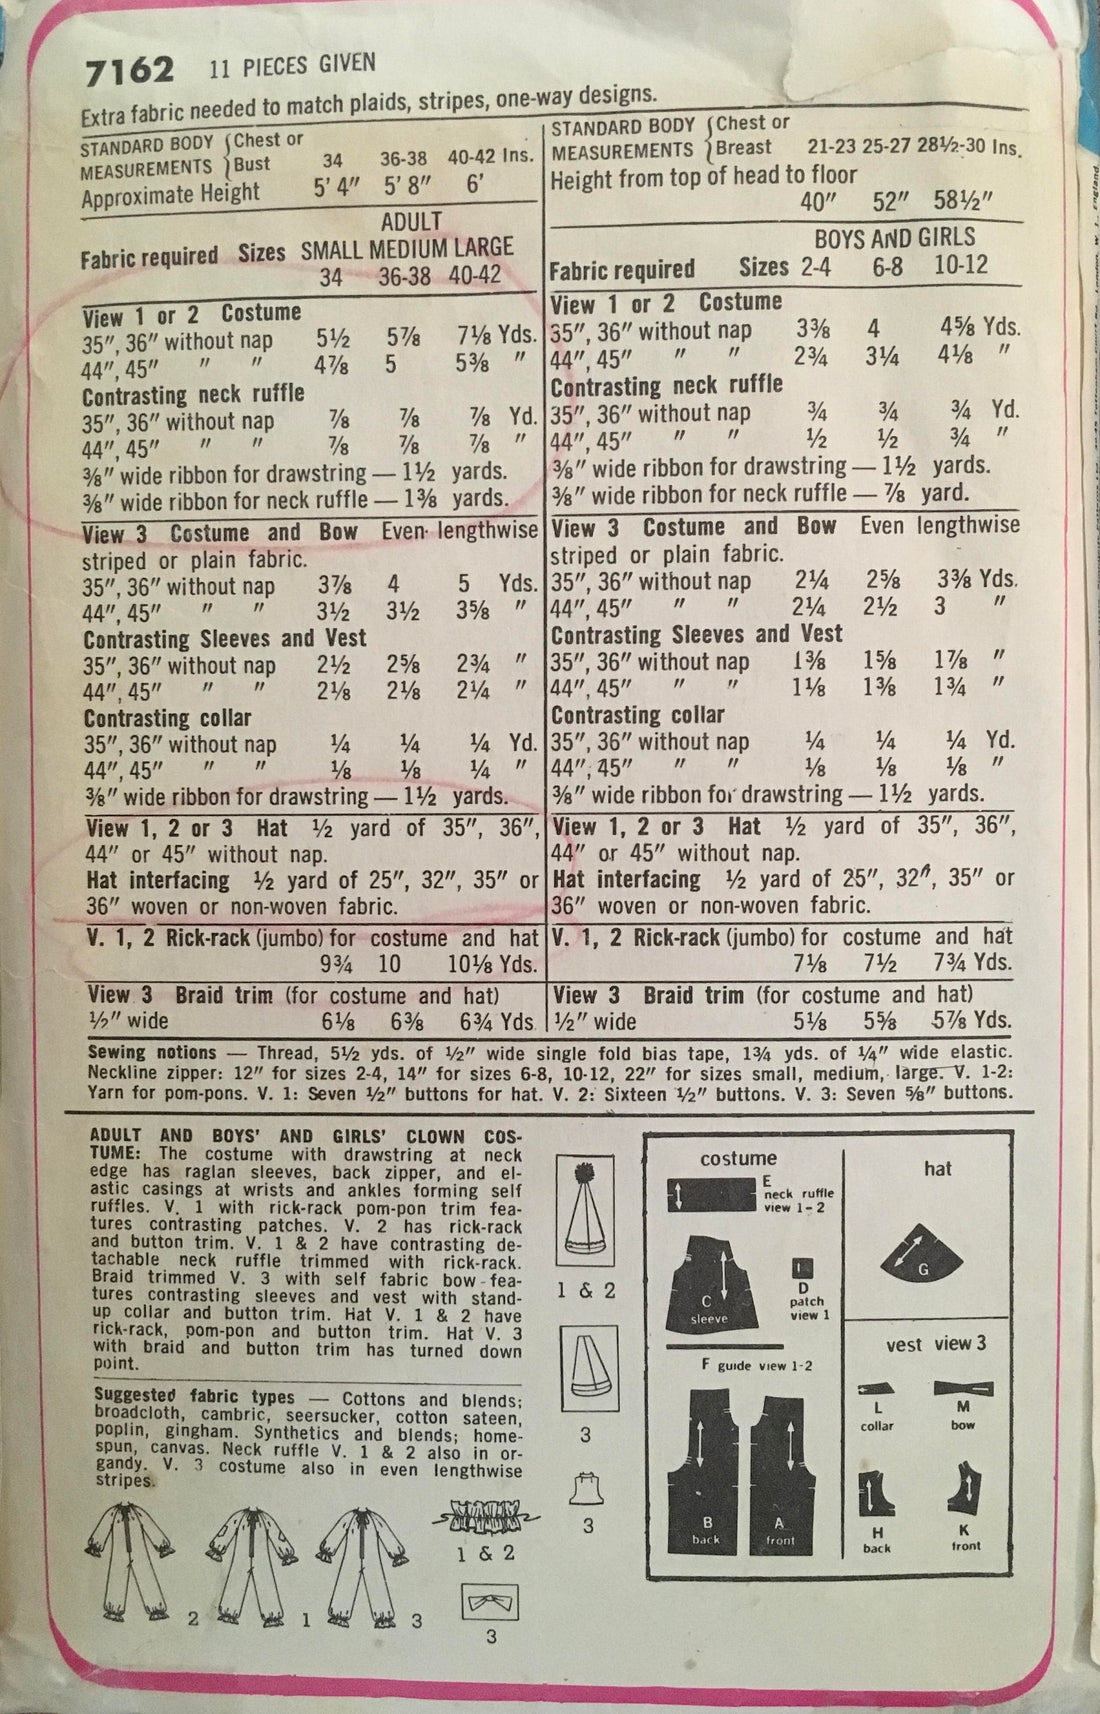 7162 11 PIECES GIVEN
Extra fabric needed to match plaids, stripes, one-way designs.
STANDARD BODY {Chest or
MEASUREMENTS }Bust 34 36-38 40-42 Ins.
Approximate Height 5' 4" 5' 8" 6'
ADULT
Fabric required Sizes SMALL MEDIUM LARGE
34 36-38 40-42
View 1 or 2 Costume
35", 36" without nap 5½ 5⅞ 7⅛ Yds.
44", 45" " " 4⅞ 5 5⅜ "
Contrasting neck ruffle
35", 36" without nap ⅞ ⅞ ⅞ Yd.
44", 45" " " ⅞ ⅞ ⅞ "
⅜" wide ribbon for drawstring — 1½ yards.
⅜" wide ribbon for neck ruffle — 1⅜ yards.
View 3 Costume and Bow Even lengthwise
striped or plain fabric.
35", 36" without nap 3⅞ 4 5 Yds.
44", 45" " " 3½ 3½ 3⅝ "
Contrasting Sleeves and Vest
35", 36" without nap 2½ 2⅝ 2¾ "
44", 45" " " 2⅛ 2⅛ 2¼ "
Contrasting collar
35", 36" without nap ¼ ¼ ¼ Yd.
44", 45" " " ⅛ ⅛ ¼ "
⅜" wide ribbon for drawstring — 1½ yards.
View 1, 2 or 3 Hat ½ yard of 35", 36",
44" or 45" without nap.
Hat interfacing ½ yard of 25", 32", 35" or
36" woven or non-woven fabric.
V. 1, 2 Rick-rack (jumbo) for costume and hat
9¾ 10 10⅛ Yds.
View 3 Braid trim (for costume and hat)
½" wide 6⅛ 6⅜ 6¾ Yds
STANDARD BODY {Chest or
MEASUREMENTS }Breast 21-23 25-27 28½-30 Ins.
Height from top of head to floor
40" 52" 58½"
BOYS AND GIRLS
Fabric required Sizes 2-4 6-8 10-12
View 1 or 2 Costume
35", 36" without nap 3⅜ 4 4⅝ Yds.
44", 45" " " 2¾ 3¼ 4⅛ "
Contrasting neck ruffle
35", 36" without nap ¾ ¾ ¾ Yd.
44", 45" " " ½ ½ ¾ "
⅜" wide ribbon for drawstring — 1½ yards.
⅜" wide ribbon for neck ruffle — ⅞ yard.
View 3 Costume and Bow Even lengthwise
striped or plain fabric.
35", 36" without nap 2¼ 2⅝ 3⅜ Yds.
44", 45" " " 2¼ 2½ 3 "
Contrasting Sleeves and Vest
35", 36" without nap 1⅜ 1⅝ 1⅞ "
44", 45" " " 1⅛ 1⅜ 1¾ "
Contrasting collar
35", 36" without nap ¼ ¼ ¼ Yd.
44", 45" " " ⅛ ⅛ ⅛ "
⅜" wide ribbon for drawstring — 1½ yards.
View 1, 2 or 3 Hat ½ yard of 35", 36",
44" or 45" without nap.
Hat interfacing ½ yard of 25", 32", 35" or
36" woven or non-woven fabric.
V. 1, 2 Rick-rack (jumbo) for costume and hat
7⅛ 7½ 7¾ Yds.
View 3 Braid trim (for costume and hat)
½" wide 5⅛ 5⅝ 5⅞ Yds.
Sewing notions — Thread, 5½ yds. of ½" wide single fold bias tape, 1¾ yds. of ¼" wide elastic.
Neckline zipper: 12" for sizes 2-4, 14" for sizes 6-8, 10-12, 22" for sizes small, medium, large. V. 1-2:
Yarn for pom-pons. V. 1: Seven ½" buttons for hat. V. 2: Sixteen ½" buttons. V. 3: Seven ⅝" buttons.
ADULT AND BOYS' AND GIRLS' CLOWN COS-
TUME: The costume with drawstring at neck
edge has raglan sleeves, back zipper, and el-
astic casings at wrists and ankles forming self
ruffles. V. 1 with rick-rack pom-pon trim fea-
tures contrasting patches. V. 2 has rick-rack
and button trim. V. 1 & 2 have contrasting de-
tachable neck ruffle trimmed with rick-rack.
Braid trimmed V. 3 with self fabric bow fea-
tures contrasting sleeves and vest with stand-
up collar and button trim. Hat V. 1 & 2 have
rick-rack, pom-pon and button trim. Hat V. 3
with braid and button trim has turned down
point.
Suggested fabric types — Cottons and blends;
broadcloth, cambric, seersucker, cotton sateen,
poplin, gingham. Synthetics and blends; home-
spun, canvas. Neck ruffle V. 1 & 2 also in or-
gandy. V. 3 costume also in even lengthwise
stripes.
2
1
3
1 & 2
3
1 & 2
3
3
costume
E
neck ruffle
view 1-2
C
sleeve
D
patch
view 1
F guide view 1-2
B
back
A
front
hat
G
vest view 3
L
collar
M
bow
H
back
K
front